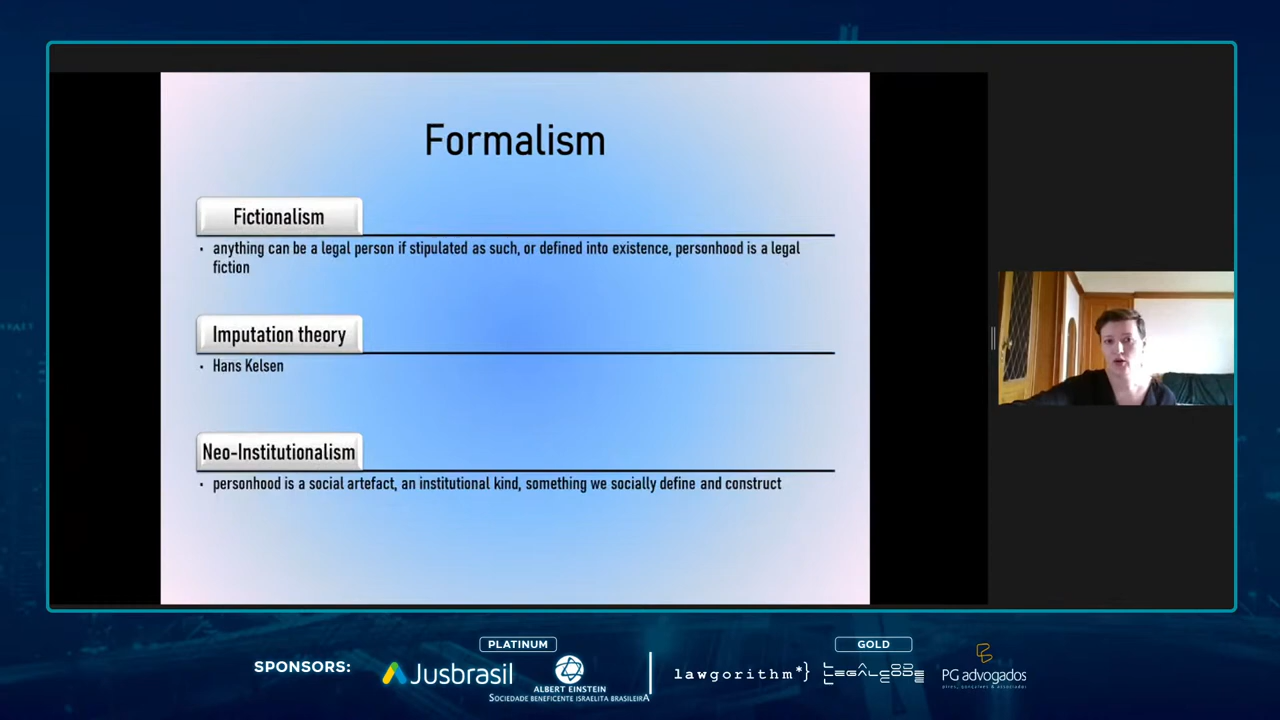 Formalism
Fictionalism
· anything can be a legal person if stipulated as such, or defined into existence, personhood is a legal
fiction
Imputation theory
· Hans Kelsen
Neo-Institutionalism
· personhood is a social artefact, an institutional kind, something we socially define and construct
PLATINUM
GOLD
SPONSORS:
Jusbrasil
ALBERT EINSTEIN
SOCIEDADE BENEFICENTE ISRAELITA BRASILEIRA
lawgorithm*}
PG advogados